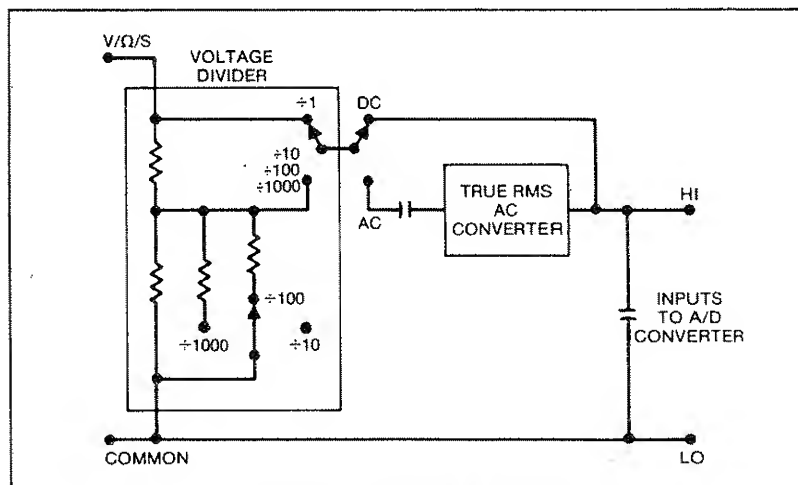 V/Ω/S
VOLTAGE
DIVIDER
÷1
DC
÷10
÷100
÷1000
AC
TRUE RMS
AC
CONVERTER
HI
÷100
÷1000
÷10
INPUTS
TO A/D
CONVERTER
COMMON
LO